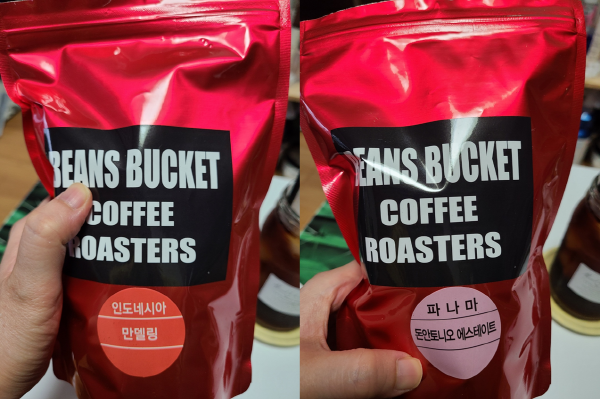 BEANS BUCKET
COFFEE
ROASTERS
인도네시아
만델링
EANS BUCKET
COFFEE
ROASTERS
파나마
돈안토니오 에스테이트